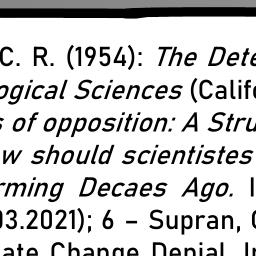 C. R. (1954): The Dete
ogical Sciences (Califo
s of opposition: A Stru
w should scientistes
rming Decaes Ago. I
03.2021); 6 – Supran, G
ate Change Denial. In